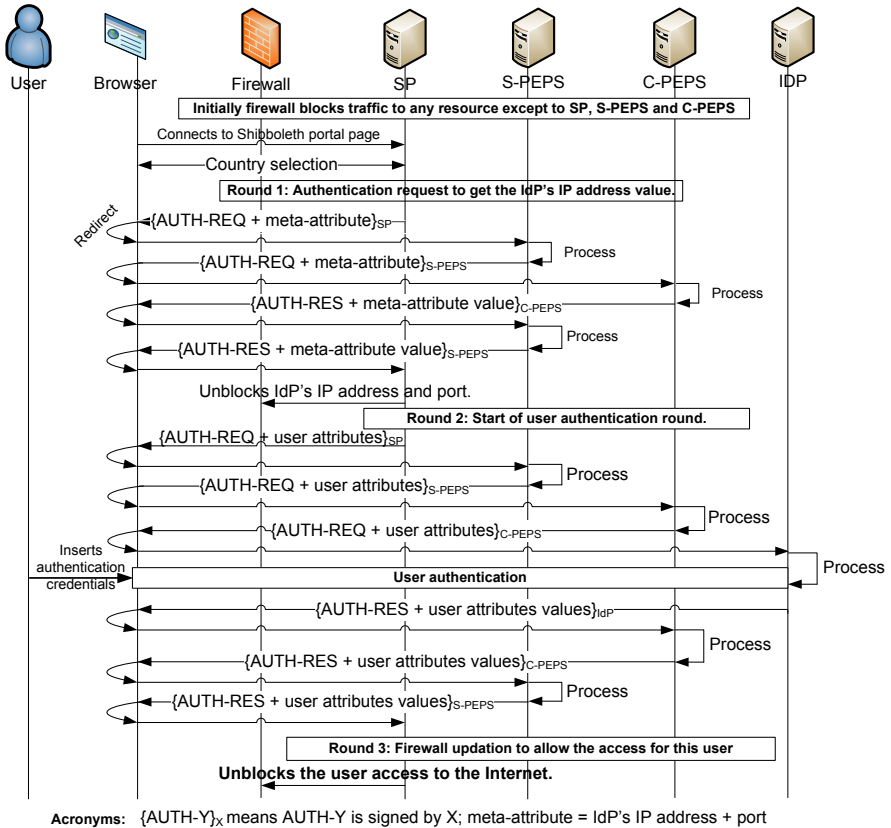 User Browser Firewall SP S-PEPS C-PEPS IDP
Initially firewall blocks traffic to any resource except to SP, S-PEPS and C-PEPS
Connects to Shibboleth portal page
Country selection
Round 1: Authentication request to get the IdP's IP address value.
Redirect
{AUTH-REQ + meta-attribute}SP
Process
{AUTH-REQ + meta-attribute}S-PEPS
Process
{AUTH-RES + meta-attribute value}C-PEPS
Process
{AUTH-RES + meta-attribute value}S-PEPS
Unblocks IdP's IP address and port.
Round 2: Start of user authentication round.
{AUTH-REQ + user attributes}SP
Process
{AUTH-REQ + user attributes}S-PEPS
Process
{AUTH-REQ + user attributes}C-PEPS
Inserts
authentication
credentials
Process
User authentication
{AUTH-RES + user attributes values}IdP
Process
{AUTH-RES + user attributes values}C-PEPS
Process
{AUTH-RES + user attributes values}S-PEPS
Round 3: Firewall updation to allow the access for this user
Unblocks the user access to the Internet.
Acronyms: {AUTH-Y}X means AUTH-Y is signed by X; meta-attribute = IdP's IP address + port